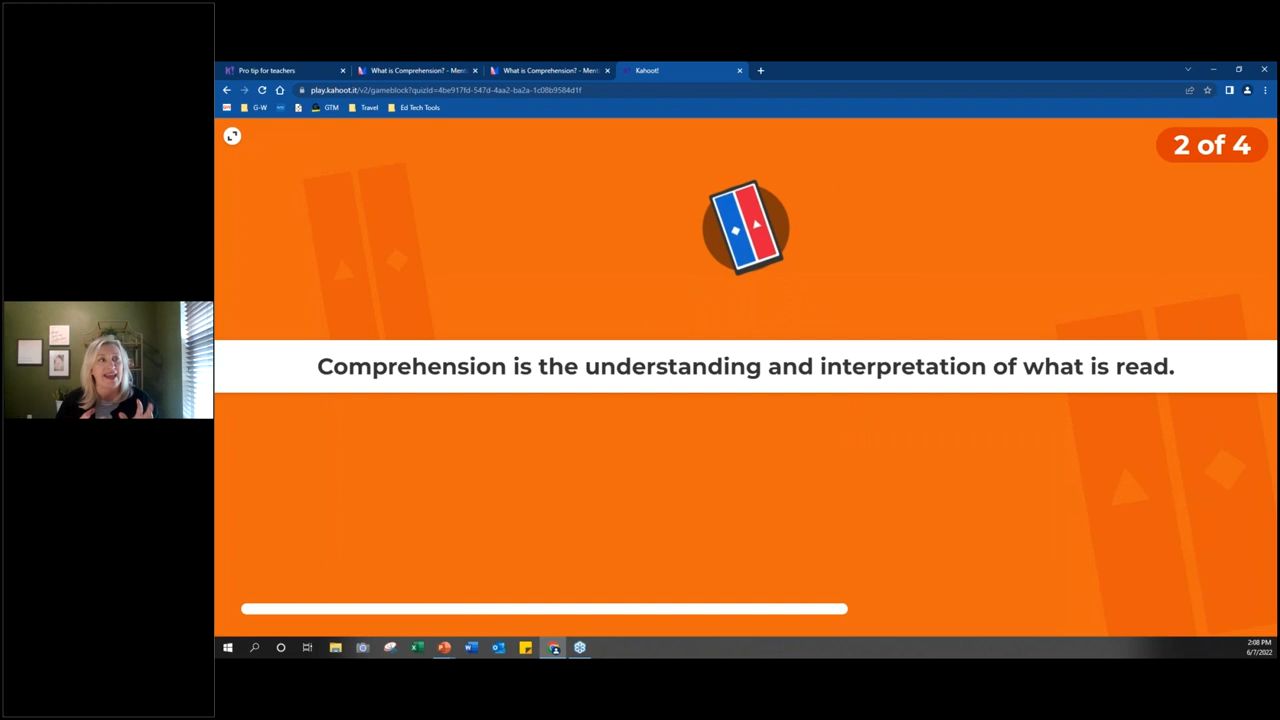 Pro tip for teachers
What is Comprehension? - Ment
What is Comprehension? - Ment
Kahoot!
play.kahoot.it/v2/gameblock?quizId=4be917fd-547d-4aa2-ba2a-1c08b9584d1f
G-W
GTM
Travel
Ed Tech Tools
2 of 4
Comprehension is the understanding and interpretation of what is read.
2:08 PM
6/7/2022